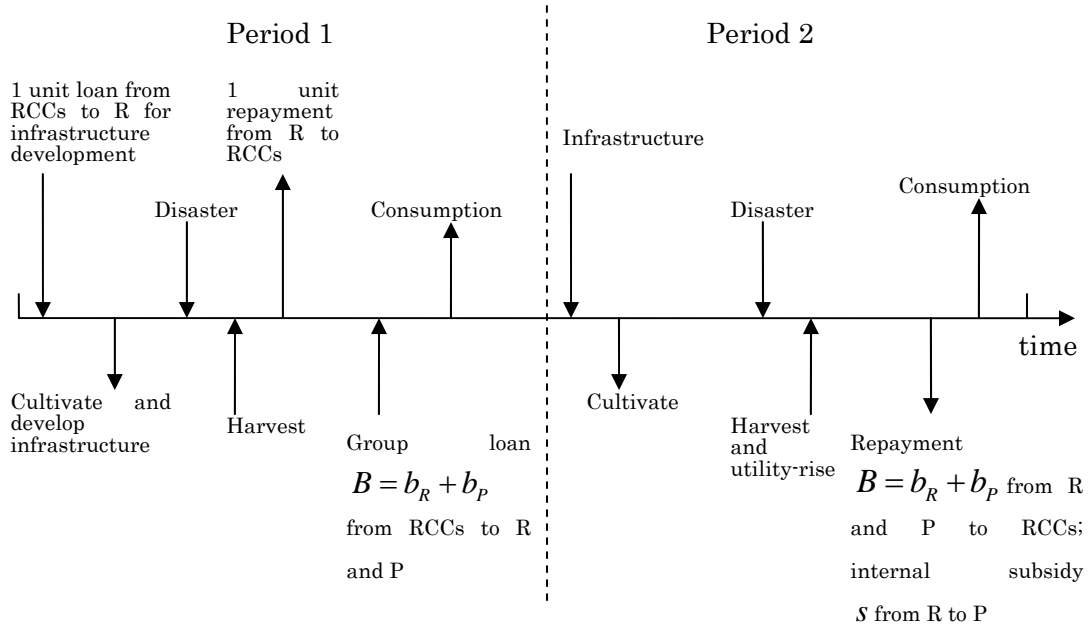 Period 1
Period 2
1 unit loan from
RCCs to R for
infrastructure
development
1 unit
repayment
from R to
RCCs
Infrastructure
Disaster
Consumption
Disaster
Consumption
time
Cultivate and
develop
infrastructure
Harvest
Group loan
B = b_R + b_P
from RCCs to R
and P
Cultivate
Harvest
and
utility-rise
Repayment
B = b_R + b_P from R
and P to RCCs;
internal subsidy
s from R to P